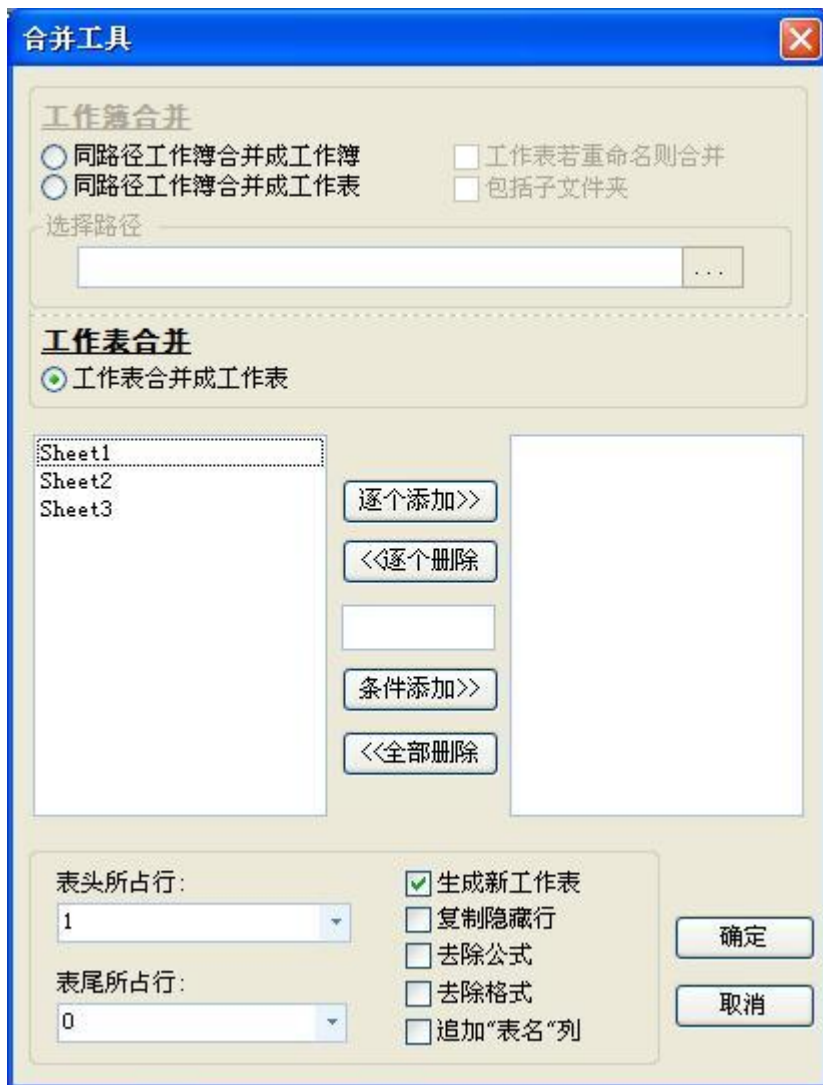 合并工具
工作簿合并
同路径工作簿合并成工作簿
工作表若重命名则合并
同路径工作簿合并成工作表
包括子文件夹
选择路径
...
工作表合并
工作表合并成工作表
Sheet1
Sheet2
Sheet3
逐个添加>>
<<逐个删除
条件添加>>
<<全部删除
表头所占行:
1
表尾所占行:
0
生成新工作表
复制隐藏行
去除公式
去除格式
追加“表名“列
确定
取消